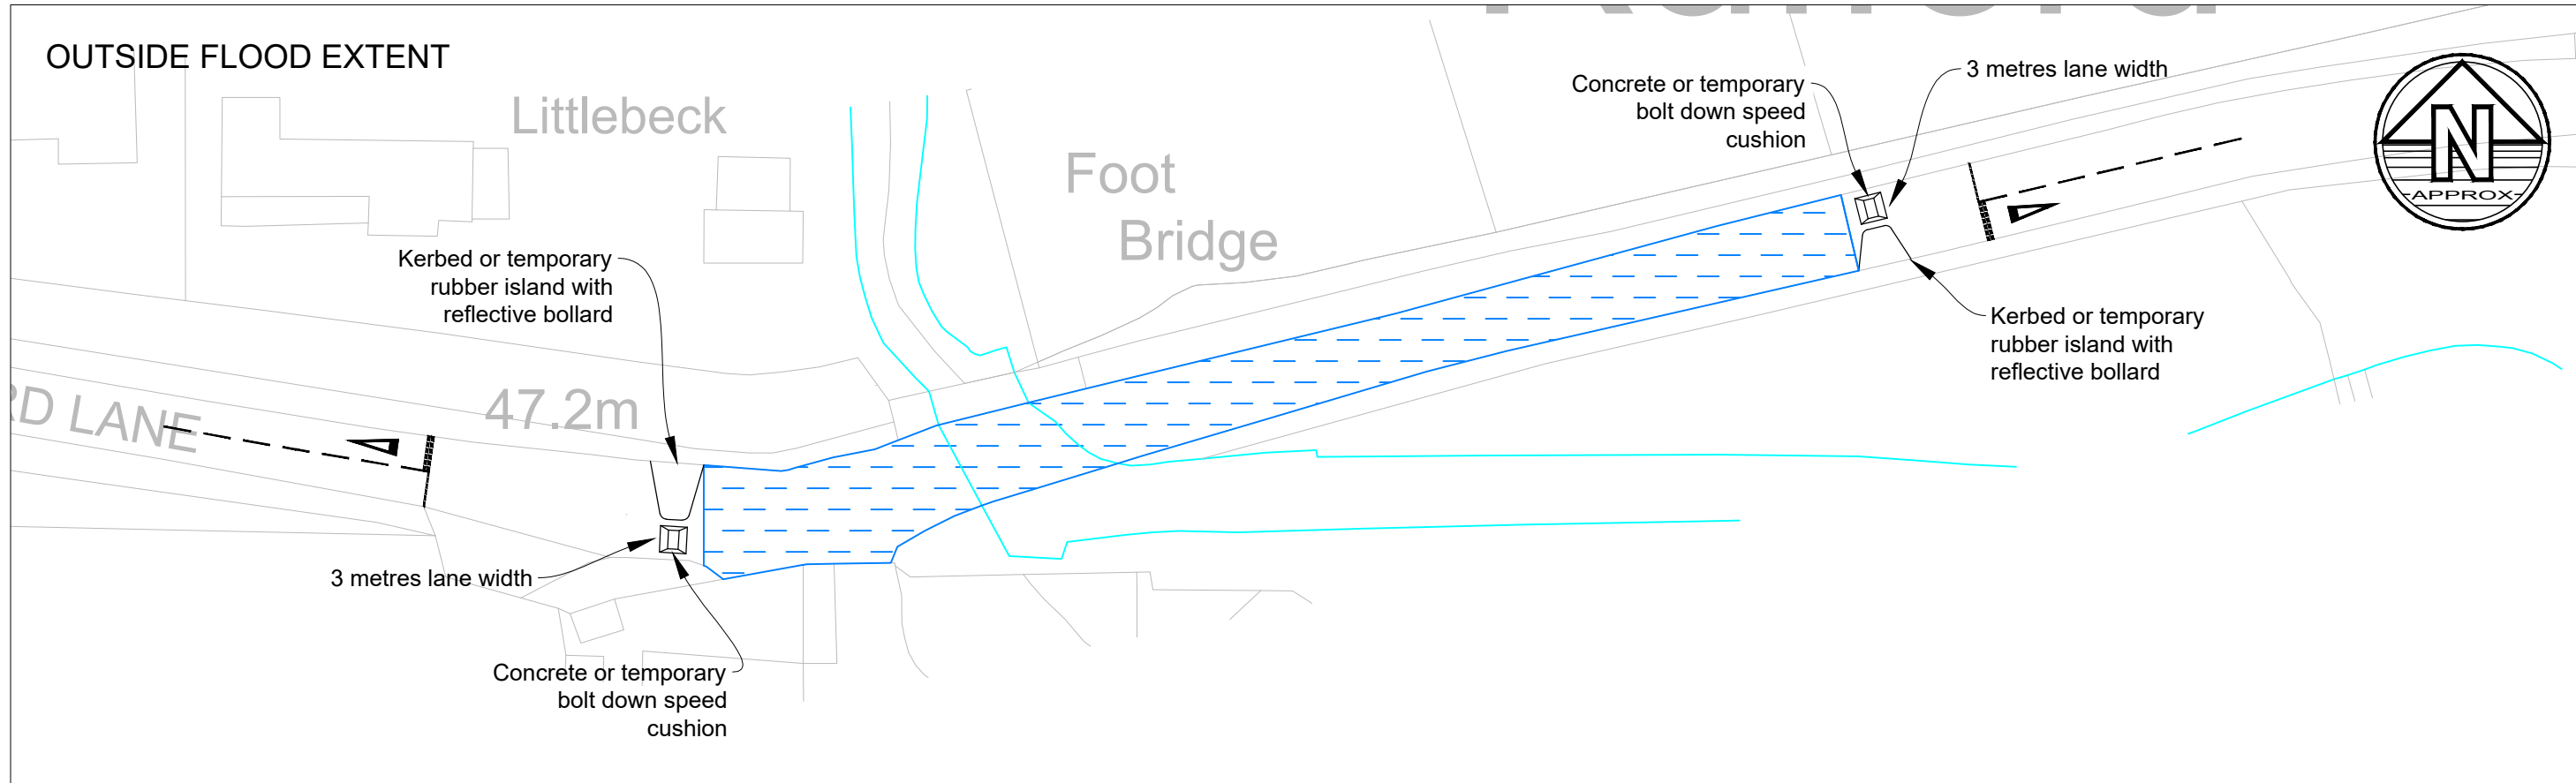 OUTSIDE FLOOD EXTENT
Littlebeck
Foot
Bridge
Concrete or temporary
bolt down speed
cushion
3 metres lane width
N
APPROX
Kerbed or temporary
rubber island with
reflective bollard
Kerbed or temporary
rubber island with
reflective bollard
RD LANE
47.2m
3 metres lane width
Concrete or temporary
bolt down speed
cushion